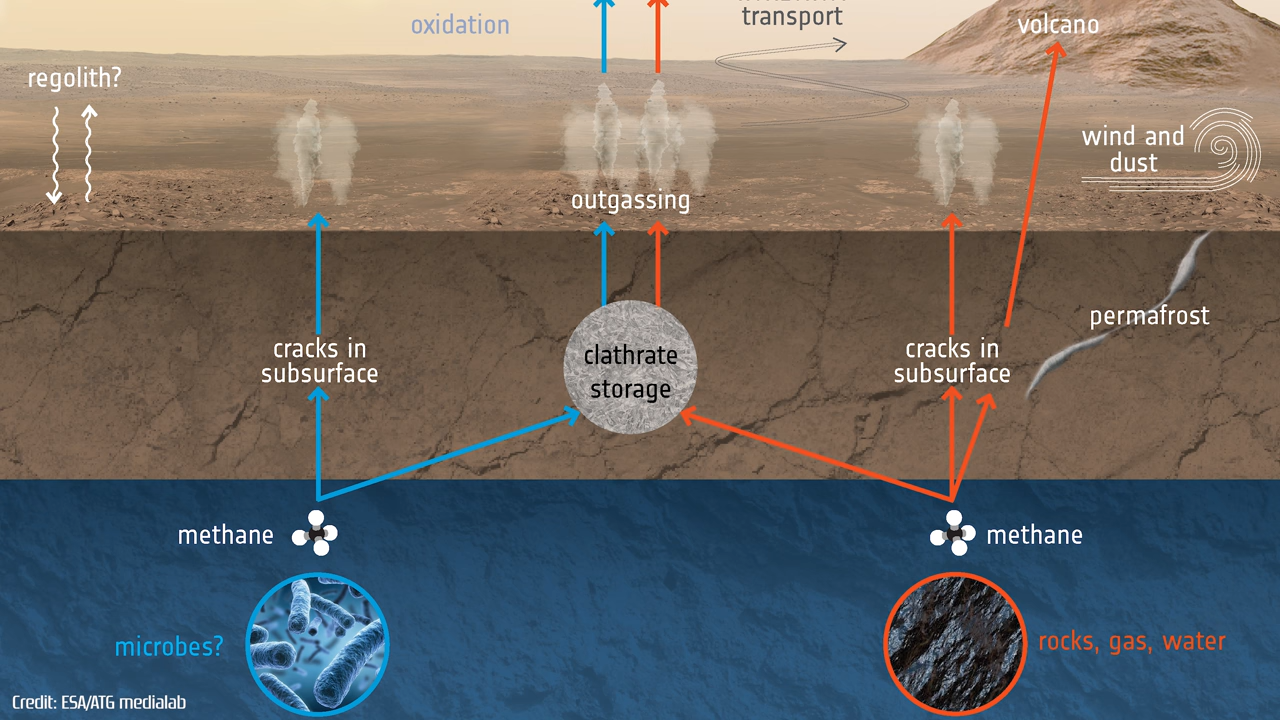 oxidation
transport
volcano
regolith?
wind and
dust
outgassing
permafrost
cracks in
subsurface
clathrate
storage
cracks in
subsurface
methane
methane
microbes?
rocks, gas, water
Credit: ESA/ATG medialab